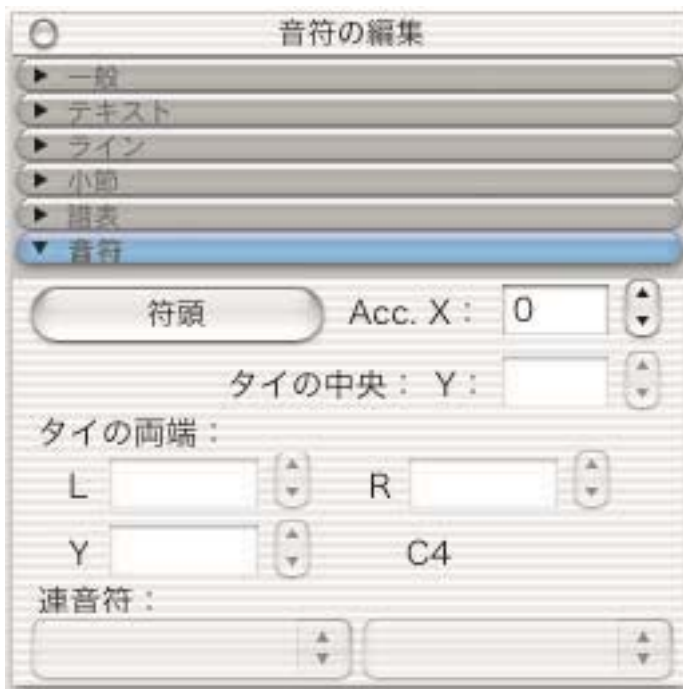 音符の編集
一般
テキスト
ライン
小節
譜表
音符
符頭 Acc. X： 0
タイの中央： Y：
タイの両端：
L R
Y C4
連音符：